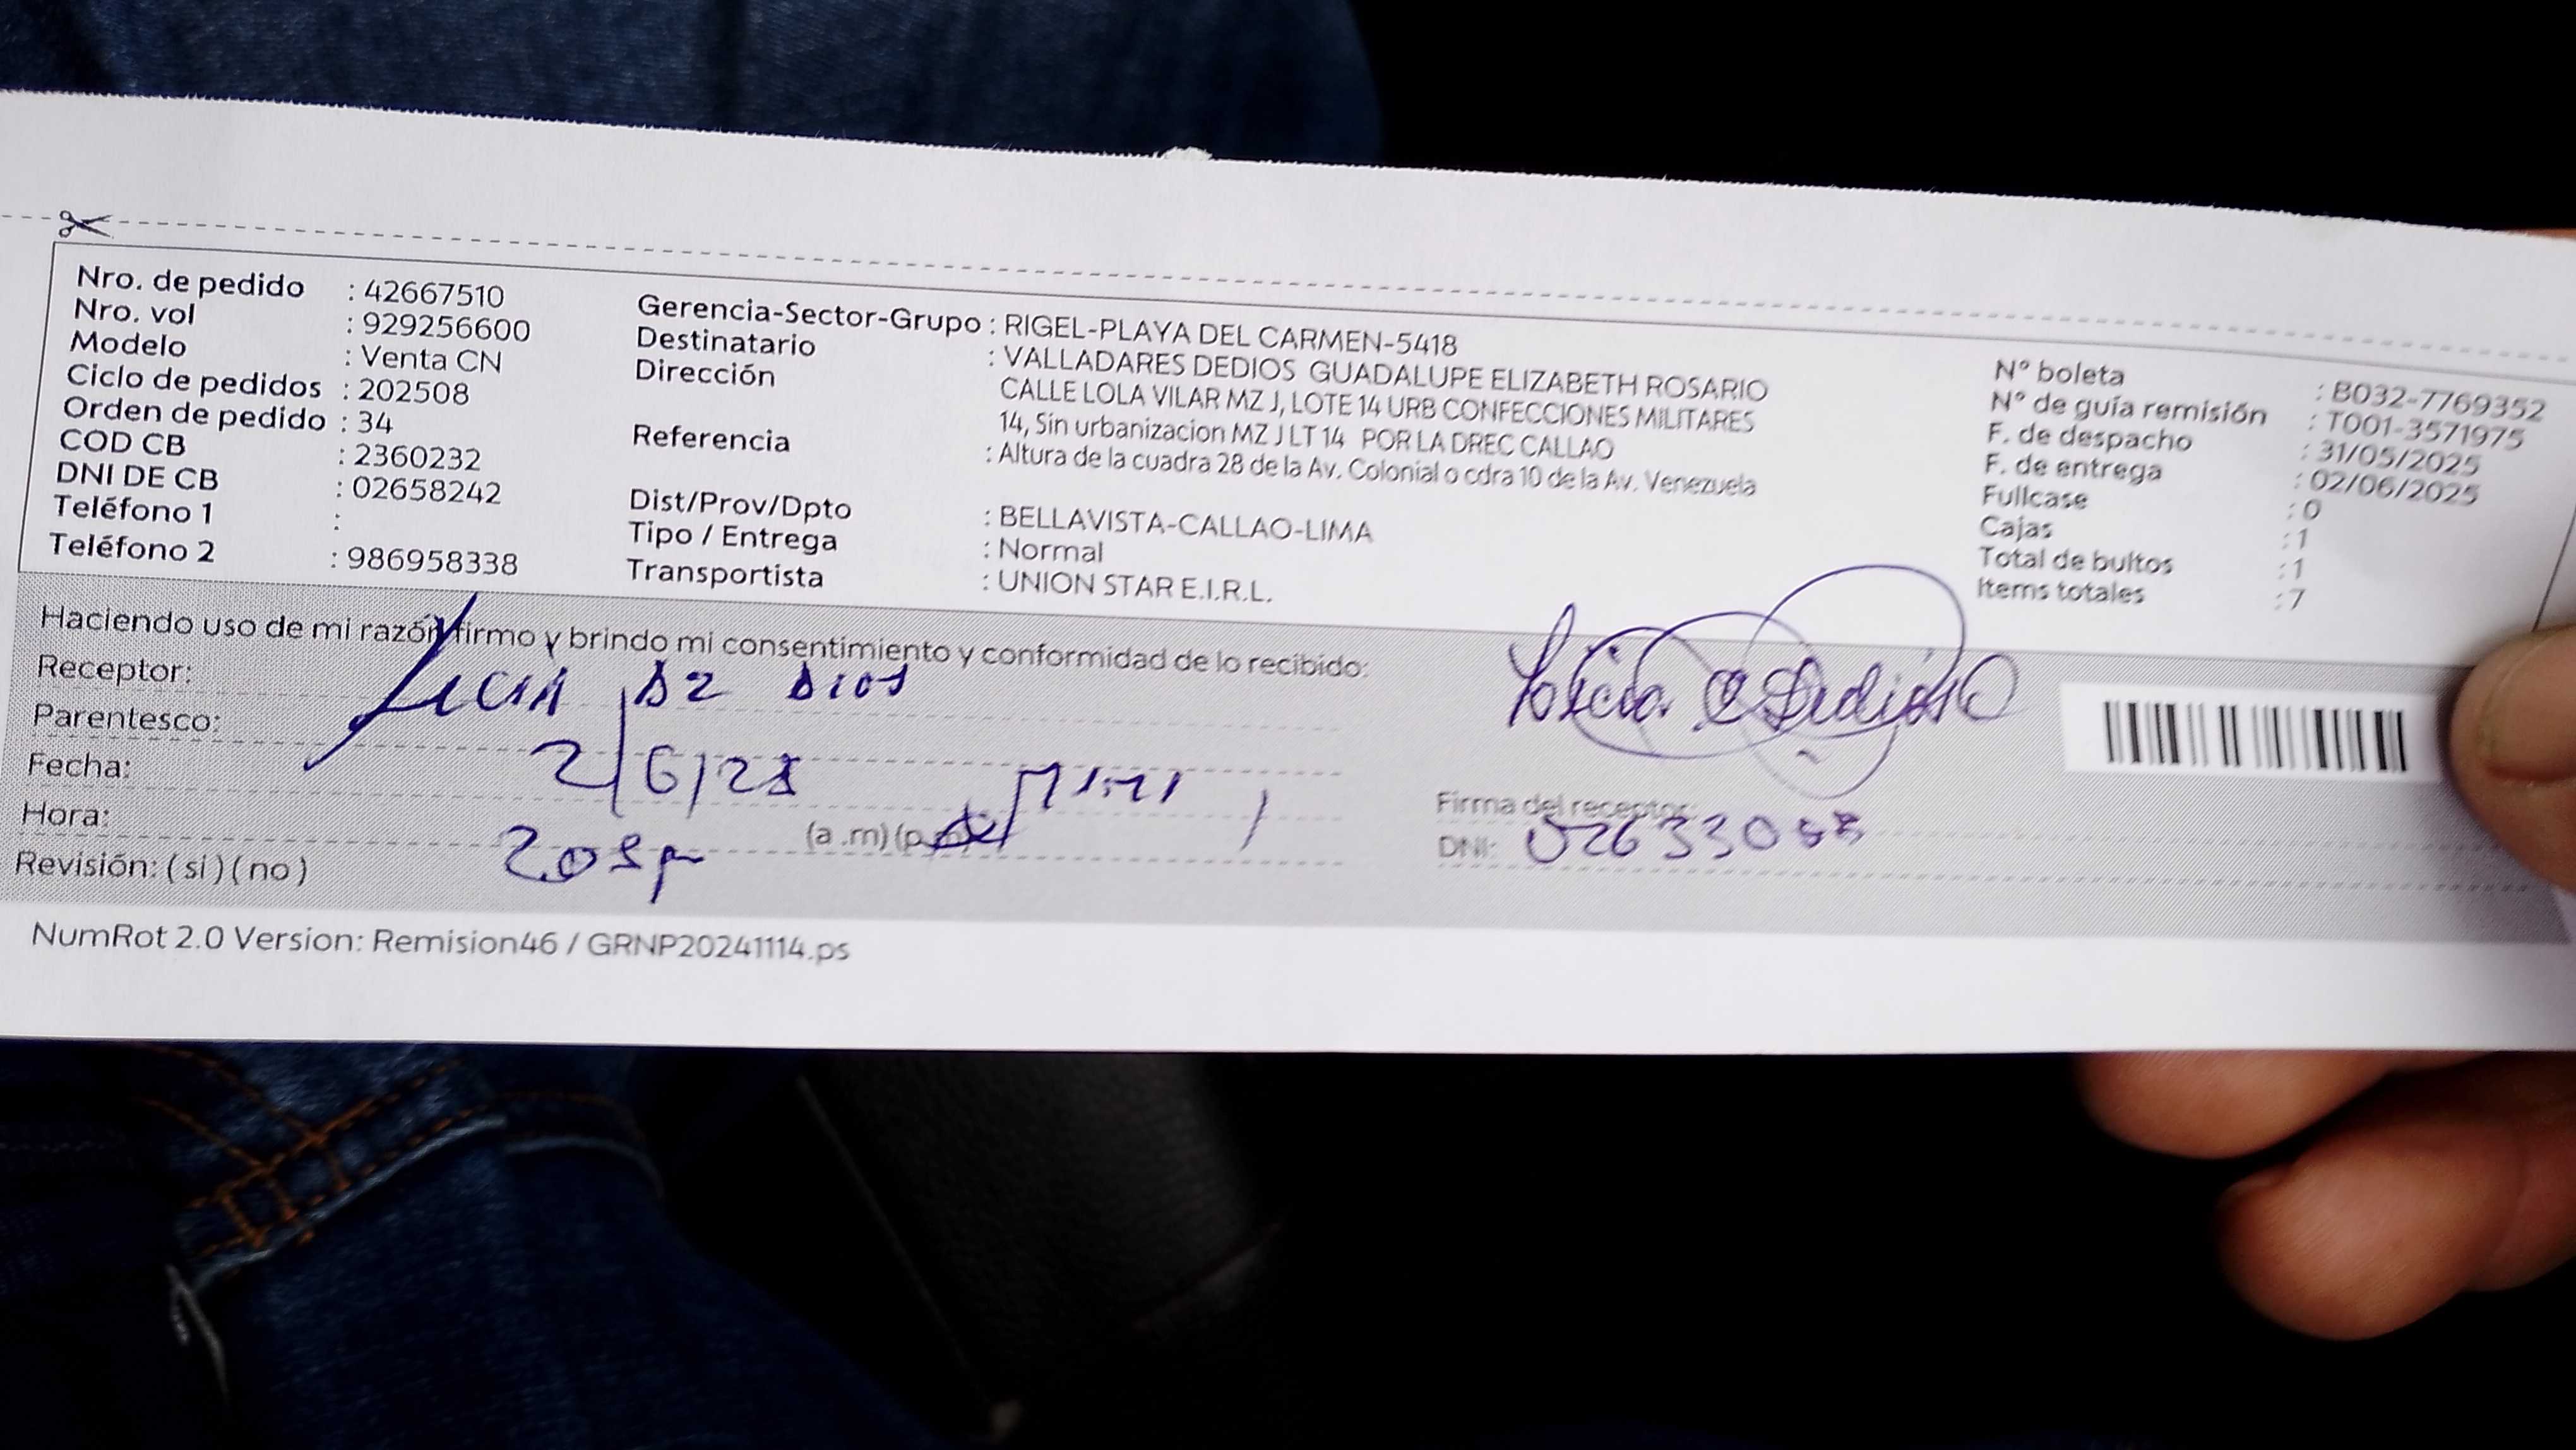 Nro. de pedido : 42667510
Nro. vol : 929256600
Modelo : Venta CN
Ciclo de pedidos : 202508
Orden de pedido : 34
COD CB : 2360232
DNI DE CB : 02658242
Teléfono 1 :
Teléfono 2 : 986958338
Gerencia-Sector-Grupo : RIGEL-PLAYA DEL CARMEN-5418
Destinatario : VALLADARES DEDIOS GUADALUPE ELIZABETH ROSARIO
Dirección CALLE LOLA VILAR MZ J, LOTE 14 URB CONFECCIONES MILITARES
14, Sin urbanizacion MZ J LT 14 POR LA DREC CALLAO
Referencia : Altura de la cuadra 28 de la Av. Colonial o cdra 10 de la Av. Venezuela
Dist/Prov/Dpto : BELLAVISTA-CALLAO-LIMA
Tipo / Entrega : Normal
Transportista : UNION STAR E.I.R.L.
N° boleta : B032-7769352
N° de guía remisión : T001-3571975
F. de despacho : 31/05/2025
F. de entrega : 02/06/2025
Fullcase : 0
Cajas : 1
Total de bultos : 1
Items totales : 7
Haciendo uso de mi razón firmo y brindo mi consentimiento y conformidad de lo recibido:
Receptor: Dios
Parentesco:
Fecha: 2/6/25
Hora: (a .m) (p.m)
Revisión: ( si ) ( no )
Firma del receptor:
DNI:
NumRot 2.0 Version: Remision46 / GRNP20241114.ps